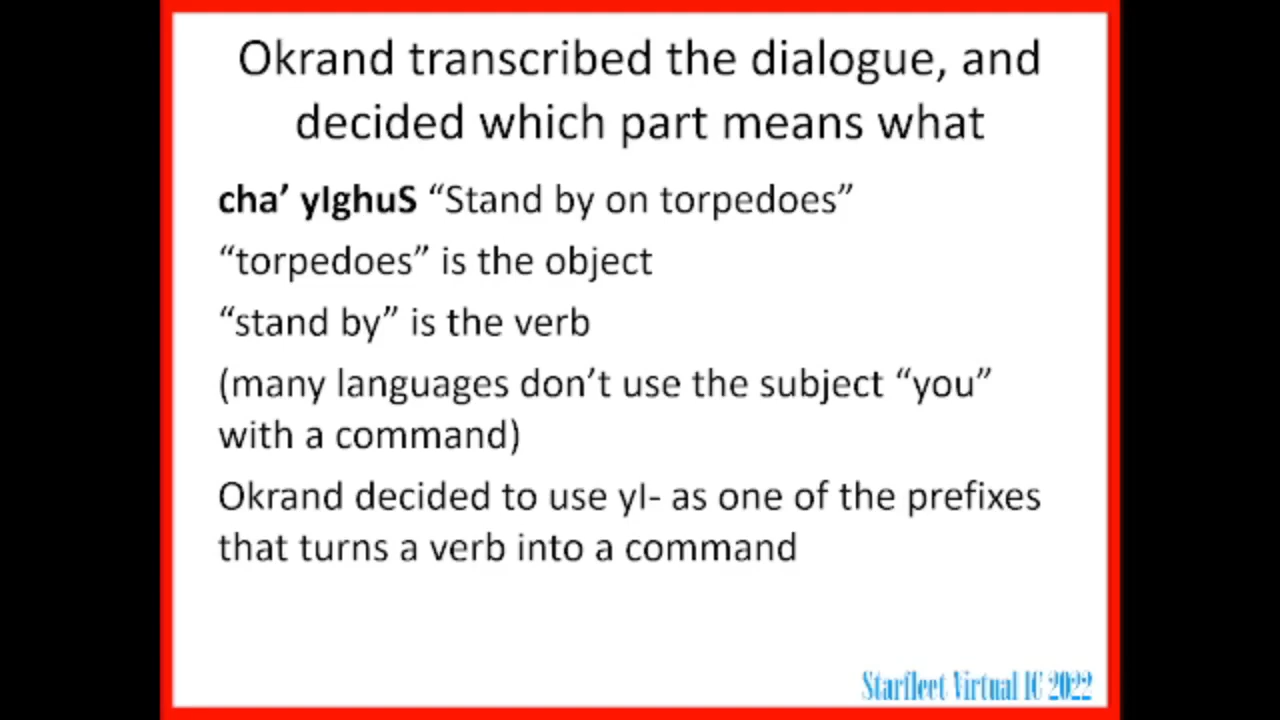 Okrand transcribed the dialogue, and
decided which part means what
cha’ yIghuS “Stand by on torpedoes”
“torpedoes” is the object
“stand by” is the verb
(many languages don’t use the subject “you”
with a command)
Okrand decided to use yI- as one of the prefixes
that turns a verb into a command
Starfleet Virtual IC 2022